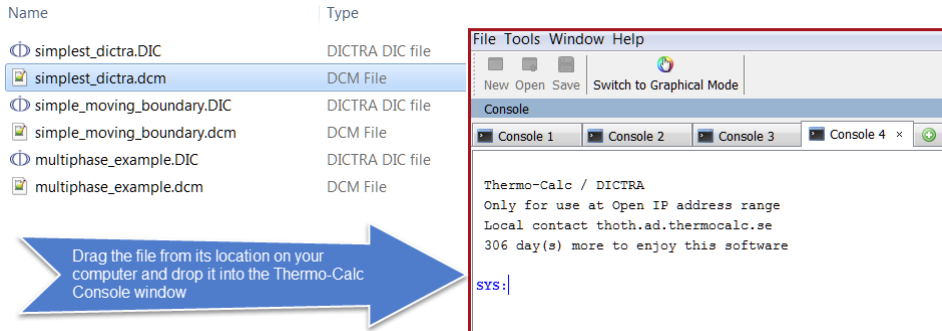 Name Type
simplest_dictra.DIC DICTRA DIC file
simplest_dictra.dcm DCM File
simple_moving_boundary.DIC DICTRA DIC file
simple_moving_boundary.dcm DCM File
multiphase_example.DIC DICTRA DIC file
multiphase_example.dcm DCM File
Drag the file from its location on your
computer and drop it into the Thermo-Calc
Console window
File Tools Window Help
New Open Save Switch to Graphical Mode
Console
Console 1 Console 2 Console 3 Console 4 ×
Thermo-Calc / DICTRA
Only for use at Open IP address range
Local contact thoth.ad.thermocalc.se
306 day(s) more to enjoy this software
SYS: